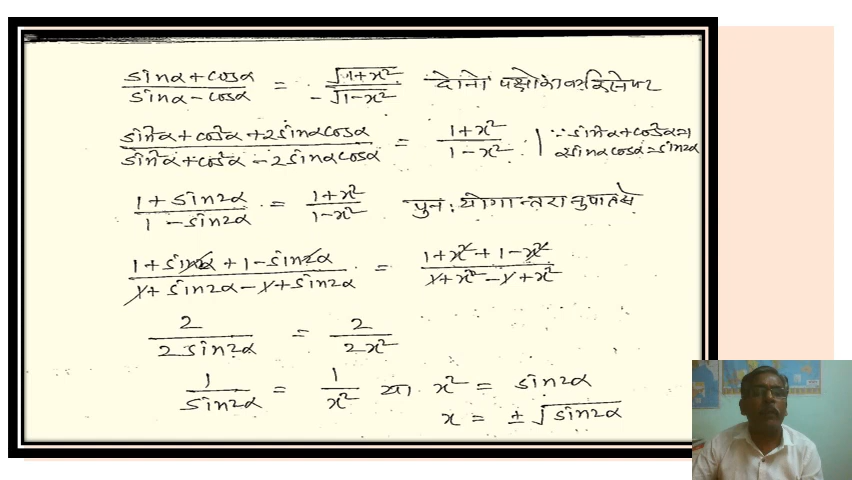 sinα+cosα / sinα-cosα = √1+x² / -√1-x² दोनो पक्षो का वर्ग करने पर
sin²α+cos²α+2sinαcosα / sin²α+cos²α-2sinαcosα = 1+x² / 1-x² | ∵ sin²α+cos²α=1
2sinαcosα=sin2α
1+sin2α / 1-sin2α = 1+x² / 1-x² पुन: योगान्तरानुपात से
1+sin2α+1-sin2α / 1+sin2α-1+sin2α = 1+x²+1-x² / 1+x²-1+x²
2 / 2sin2α = 2 / 2x²
1 / sin2α = 1 / x² या x² = sin2α
x = ± √sin2α